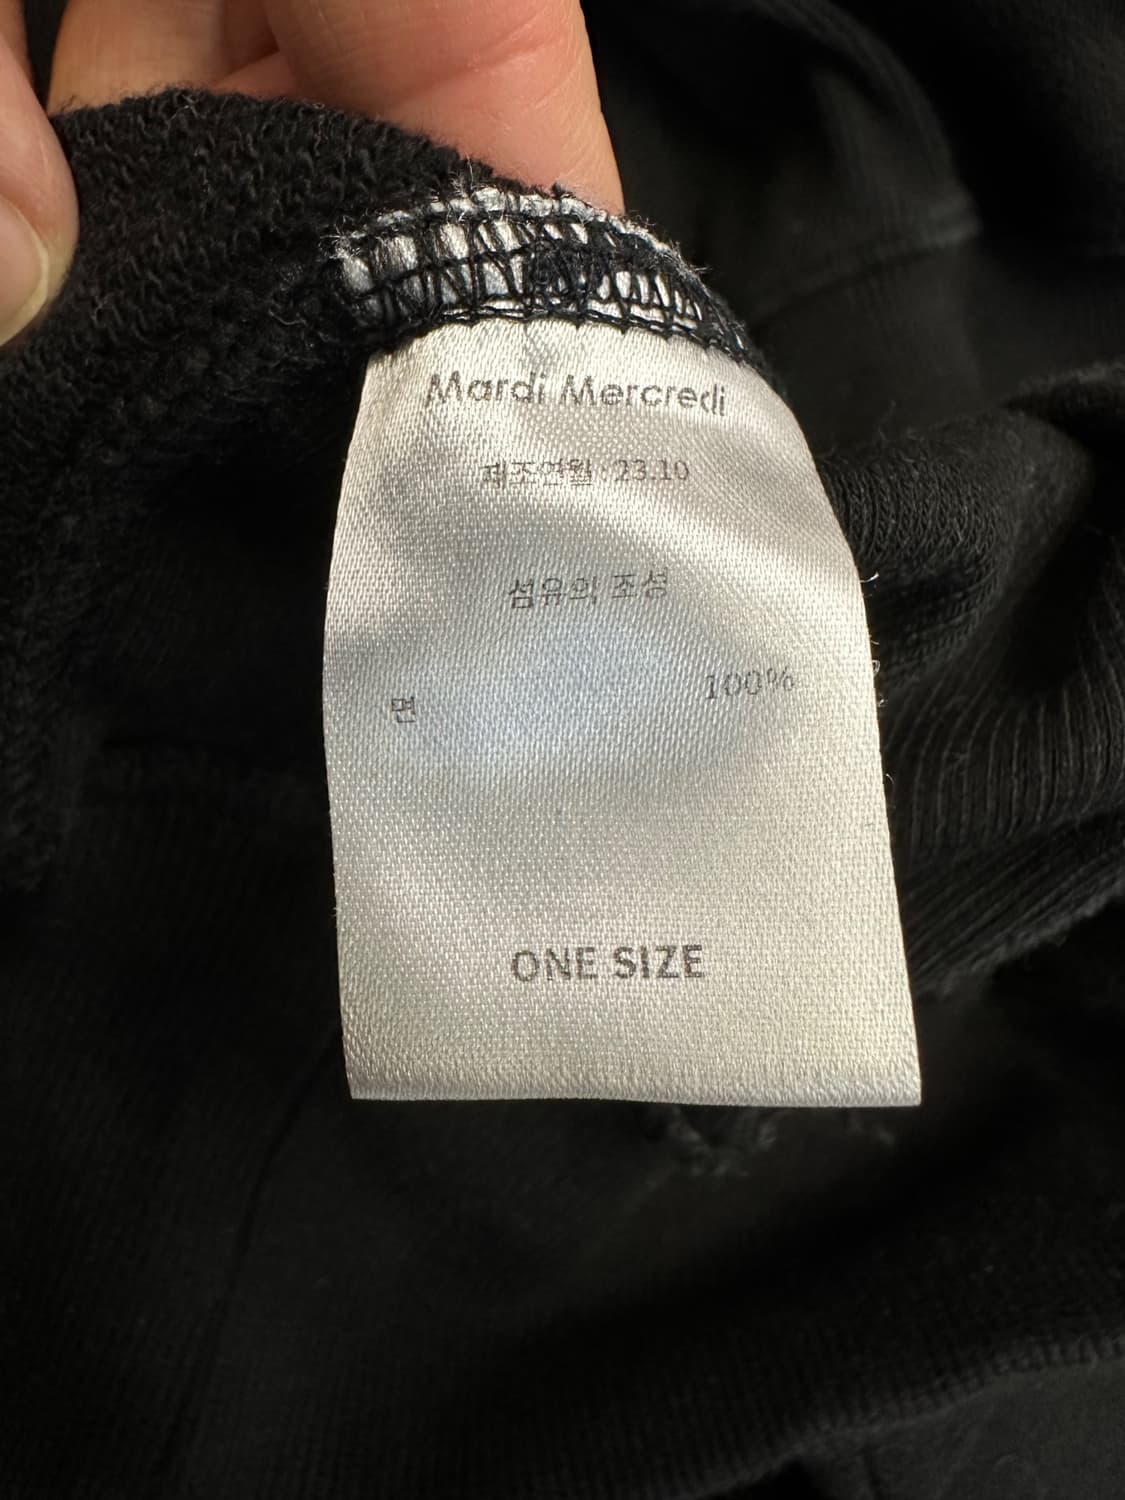 Mardi Mercredi
제조연월 : 23.10
섬유의 조성
면 100%
ONE SIZE